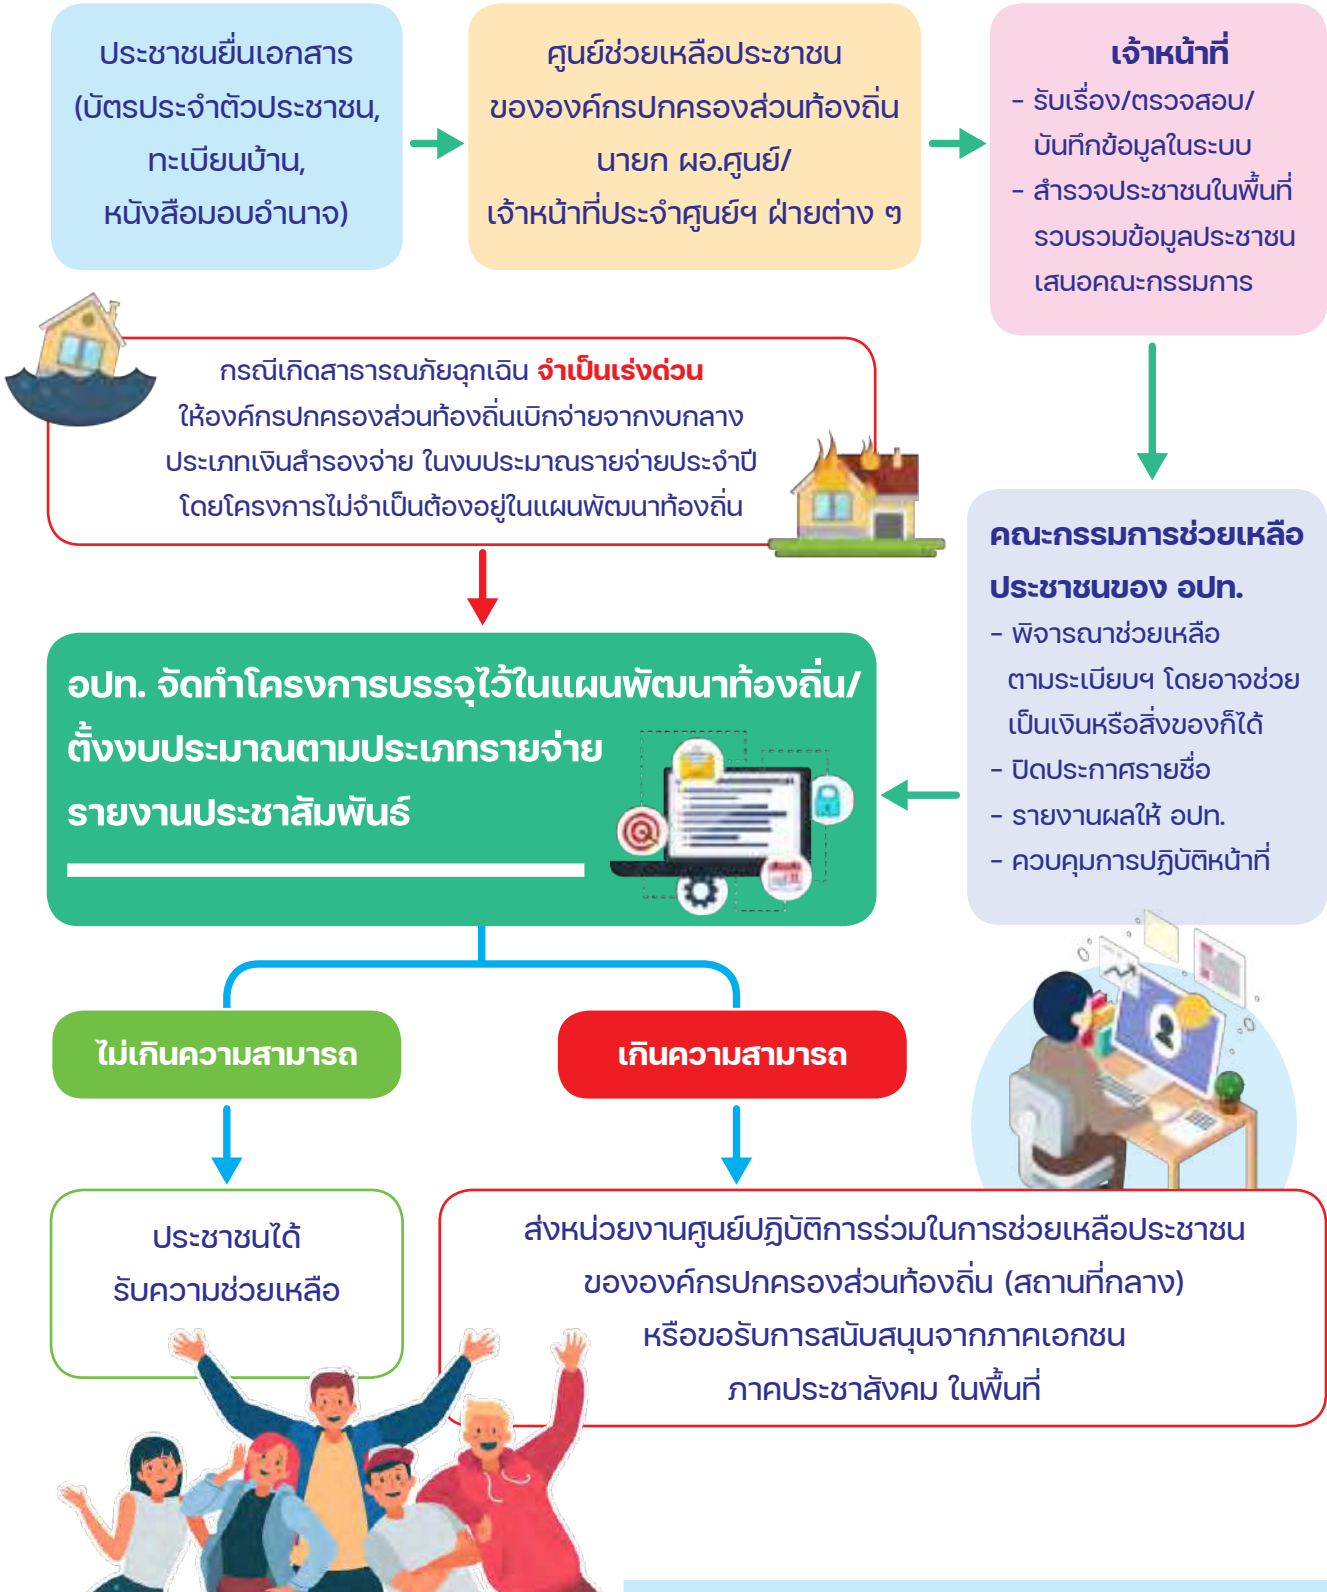 ประชาชนยื่นเอกสาร
(บัตรประจำตัวประชาชน,
ทะเบียนบ้าน,
หนังสือมอบอำนาจ)
ศูนย์ช่วยเหลือประชาชน
ขององค์กรปกครองส่วนท้องถิ่น
นายก ผอ.ศูนย์/
เจ้าหน้าที่ประจำศูนย์ฯ ฝ่ายต่าง ๆ
เจ้าหน้าที่
- รับเรื่อง/ตรวจสอบ/
บันทึกข้อมูลในระบบ
- สำรวจประชาชนในพื้นที่
รวบรวมข้อมูลประชาชน
เสนอคณะกรรมการ
กรณีเกิดสาธารณภัยฉุกเฉิน จำเป็นเร่งด่วน
ให้องค์กรปกครองส่วนท้องถิ่นเบิกจ่ายจากงบกลาง
ประเภทเงินสำรองจ่าย ในงบประมาณรายจ่ายประจำปี
โดยโครงการไม่จำเป็นต้องอยู่ในแผนพัฒนาท้องถิ่น
คณะกรรมการช่วยเหลือ
ประชาชนของ อปท.
- พิจารณาช่วยเหลือ
ตามระเบียบฯ โดยอาจช่วย
เป็นเงินหรือสิ่งของก็ได้
- ปิดประกาศรายชื่อ
- รายงานผลให้ อปท.
- ควบคุมการปฏิบัติหน้าที่
อปท. จัดทำโครงการบรรจุไว้ในแผนพัฒนาท้องถิ่น/
ตั้งงบประมาณตามประเภทรายจ่าย
รายงานประชาสัมพันธ์
ไม่เกินความสามารถ
เกินความสามารถ
ประชาชนได้
รับความช่วยเหลือ
ส่งหน่วยงานศูนย์ปฏิบัติการร่วมในการช่วยเหลือประชาชน
ขององค์กรปกครองส่วนท้องถิ่น (สถานที่กลาง)
หรือขอรับการสนับสนุนจากภาคเอกชน
ภาคประชาสังคม ในพื้นที่